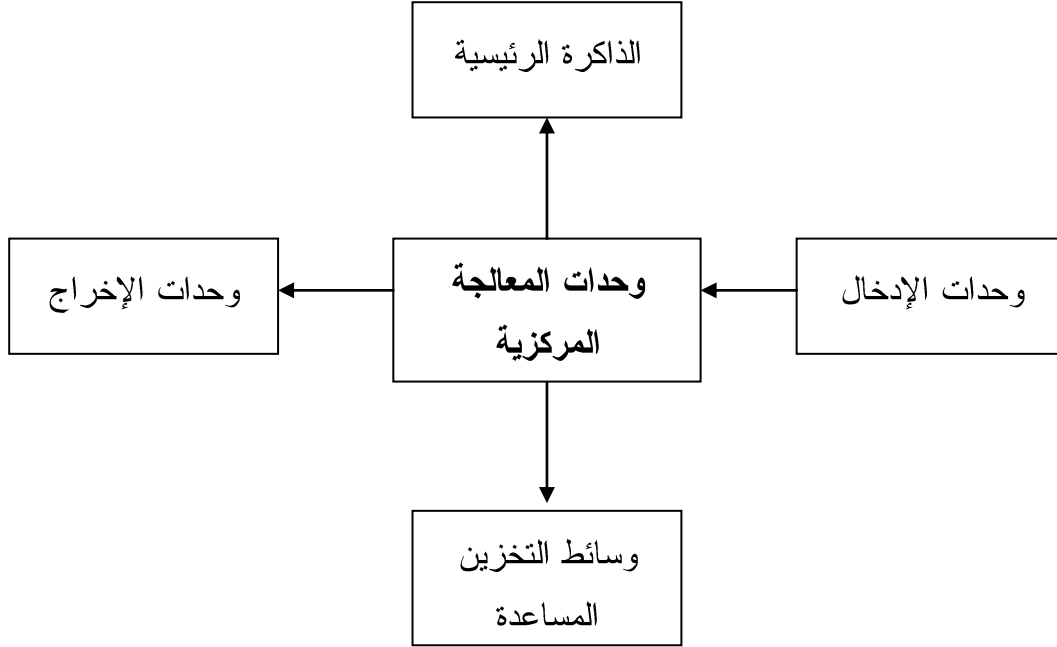 الذاكرة الرئيسية
وحدات الإدخال
وحدات المعالجة
المركزية
وحدات الإخراج
وسائط التخزين
المساعدة